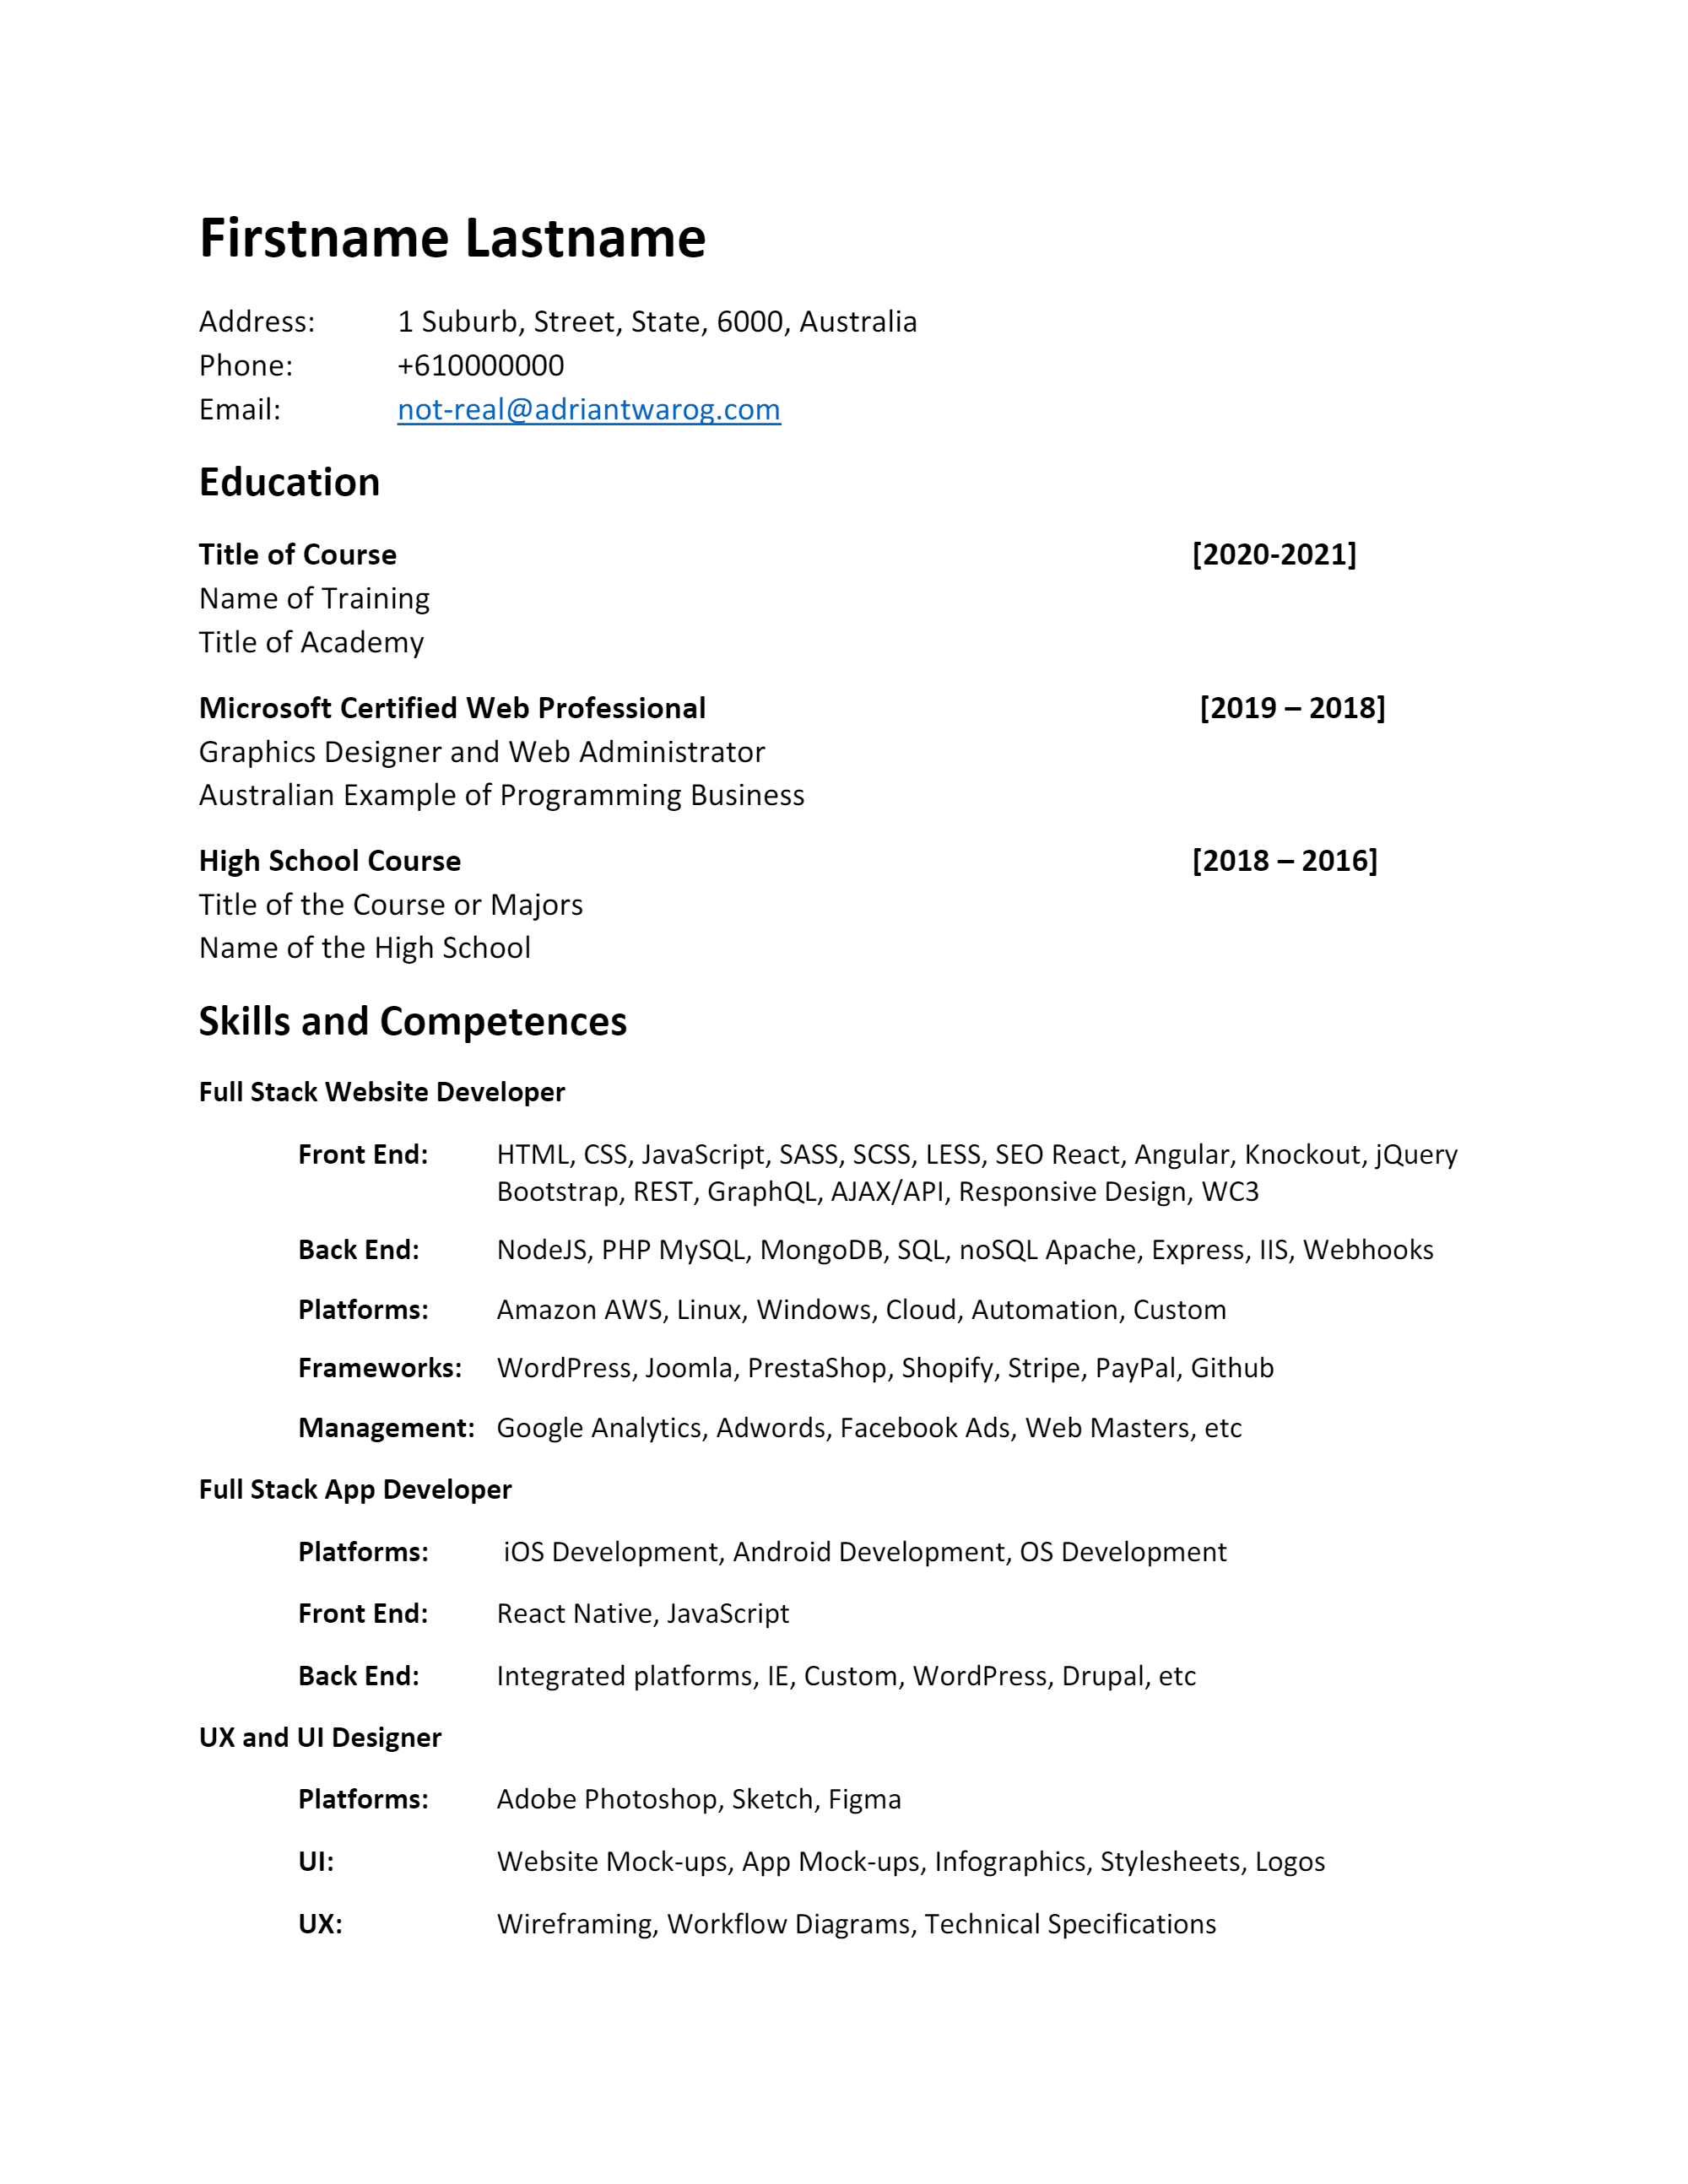 Firstname Lastname
Address: 1 Suburb, Street, State, 6000, Australia
Phone: +610000000
Email: not-real@adriantwarog.com
Education
Title of Course [2020-2021]
Name of Training
Title of Academy
Microsoft Certified Web Professional [2019 – 2018]
Graphics Designer and Web Administrator
Australian Example of Programming Business
High School Course [2018 – 2016]
Title of the Course or Majors
Name of the High School
Skills and Competences
Full Stack Website Developer
Front End: HTML, CSS, JavaScript, SASS, SCSS, LESS, SEO React, Angular, Knockout, jQuery
Bootstrap, REST, GraphQL, AJAX/API, Responsive Design, WC3
Back End: NodeJS, PHP MySQL, MongoDB, SQL, noSQL Apache, Express, IIS, Webhooks
Platforms: Amazon AWS, Linux, Windows, Cloud, Automation, Custom
Frameworks: WordPress, Joomla, PrestaShop, Shopify, Stripe, PayPal, Github
Management: Google Analytics, Adwords, Facebook Ads, Web Masters, etc
Full Stack App Developer
Platforms: iOS Development, Android Development, OS Development
Front End: React Native, JavaScript
Back End: Integrated platforms, IE, Custom, WordPress, Drupal, etc
UX and UI Designer
Platforms: Adobe Photoshop, Sketch, Figma
UI: Website Mock-ups, App Mock-ups, Infographics, Stylesheets, Logos
UX: Wireframing, Workflow Diagrams, Technical Specifications